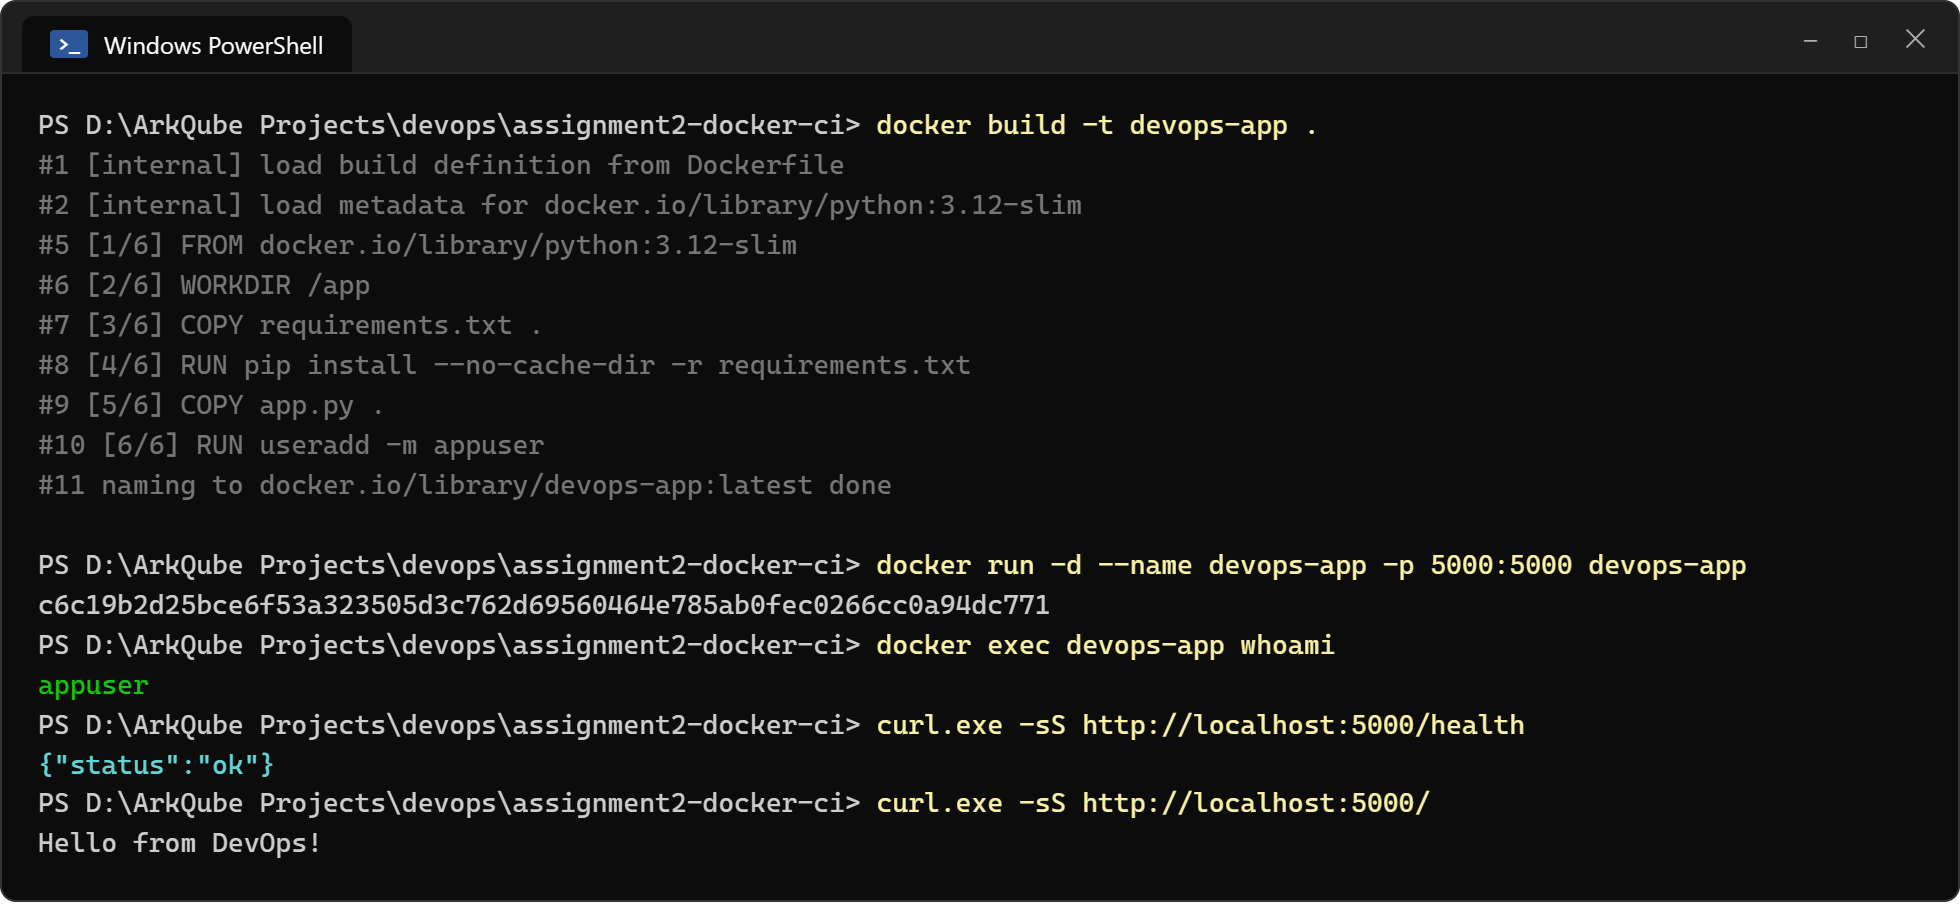 >_ Windows PowerShell
PS D:\ArkQube Projects\devops\assignment2-docker-ci> docker build -t devops-app .
#1 [internal] load build definition from Dockerfile
#2 [internal] load metadata for docker.io/library/python:3.12-slim
#5 [1/6] FROM docker.io/library/python:3.12-slim
#6 [2/6] WORKDIR /app
#7 [3/6] COPY requirements.txt .
#8 [4/6] RUN pip install --no-cache-dir -r requirements.txt
#9 [5/6] COPY app.py .
#10 [6/6] RUN useradd -m appuser
#11 naming to docker.io/library/devops-app:latest done
PS D:\ArkQube Projects\devops\assignment2-docker-ci> docker run -d --name devops-app -p 5000:5000 devops-app
c6c19b2d25bce6f53a323505d3c762d69560464e785ab0fec0266cc0a94dc771
PS D:\ArkQube Projects\devops\assignment2-docker-ci> docker exec devops-app whoami
appuser
PS D:\ArkQube Projects\devops\assignment2-docker-ci> curl.exe -sS http://localhost:5000/health
{"status":"ok"}
PS D:\ArkQube Projects\devops\assignment2-docker-ci> curl.exe -sS http://localhost:5000/
Hello from DevOps!